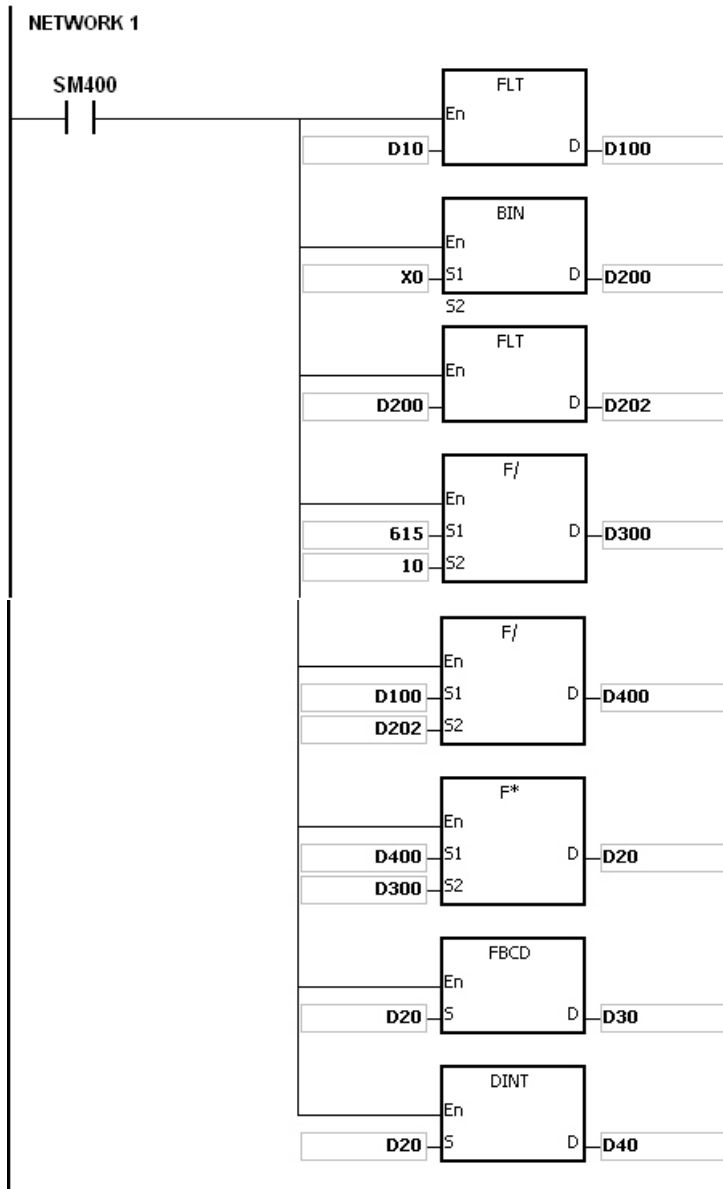 NETWORK 1
SM400
FLT
En
D10 D D100
BIN
En
X0 S1 D D200
S2
FLT
En
D200 D D202
F/
En
615 S1 D D300
10 S2
F/
En
D100 S1 D D400
D202 S2
F*
En
D400 S1 D D20
D300 S2
FBCD
En
D20 S D D30
DINT
En
D20 S D D40